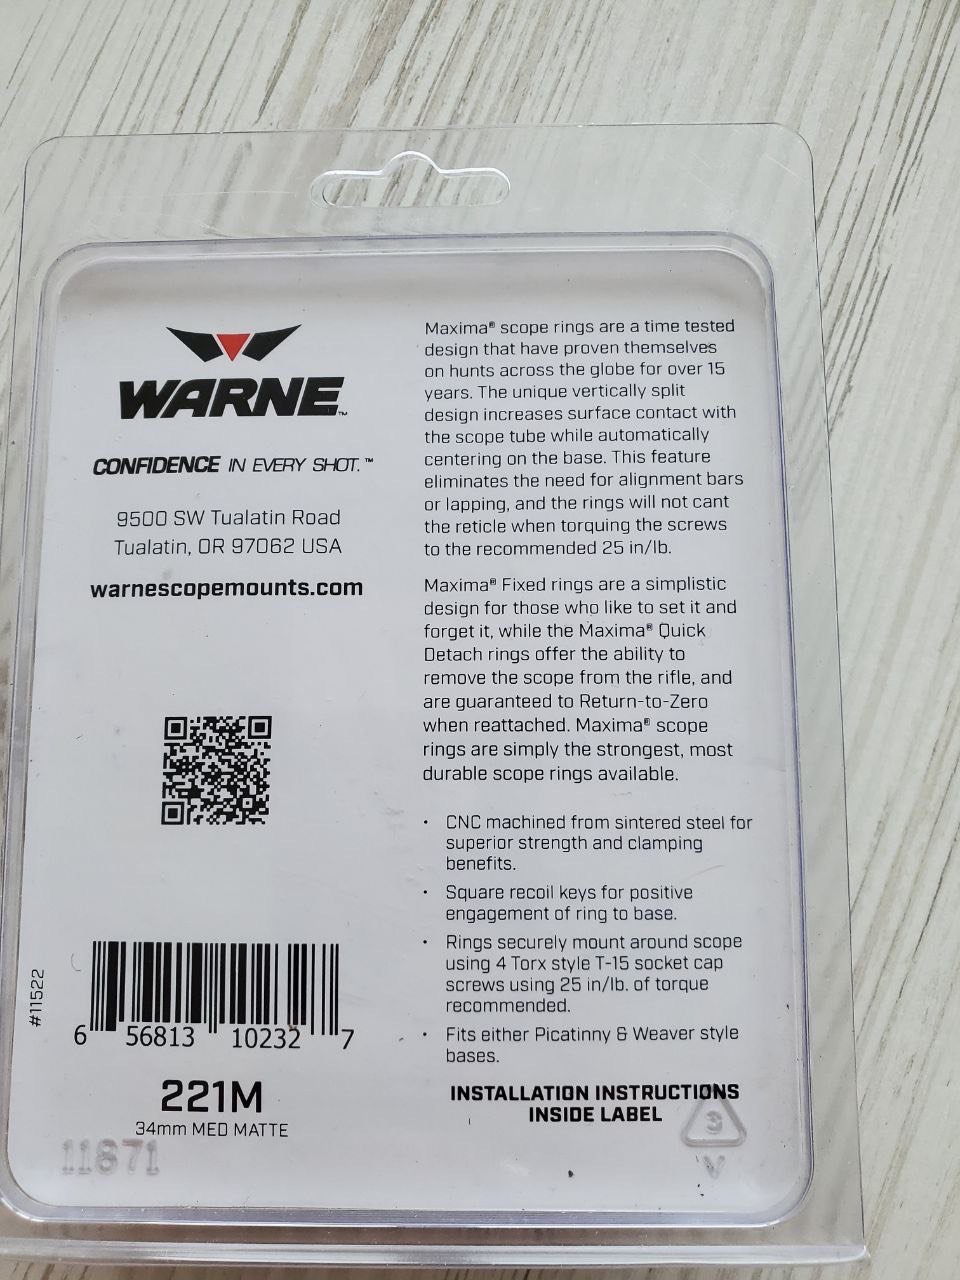 WARNE™
CONFIDENCE IN EVERY SHOT.™
9500 SW Tualatin Road
Tualatin, OR 97062 USA
warnescopemounts.com
#11522
6 56813 10232 7
221M
34mm MED MATTE
11871
Maxima® scope rings are a time tested
design that have proven themselves
on hunts across the globe for over 15
years. The unique vertically split
design increases surface contact with
the scope tube while automatically
centering on the base. This feature
eliminates the need for alignment bars
or lapping, and the rings will not cant
the reticle when torquing the screws
to the recommended 25 in/lb.
Maxima® Fixed rings are a simplistic
design for those who like to set it and
forget it, while the Maxima® Quick
Detach rings offer the ability to
remove the scope from the rifle, and
are guaranteed to Return-to-Zero
when reattached. Maxima® scope
rings are simply the strongest, most
durable scope rings available.
· CNC machined from sintered steel for
superior strength and clamping
benefits.
· Square recoil keys for positive
engagement of ring to base.
· Rings securely mount around scope
using 4 Torx style T-15 socket cap
screws using 25 in/lb. of torque
recommended.
· Fits either Picatinny & Weaver style
bases.
INSTALLATION INSTRUCTIONS
INSIDE LABEL
3
V